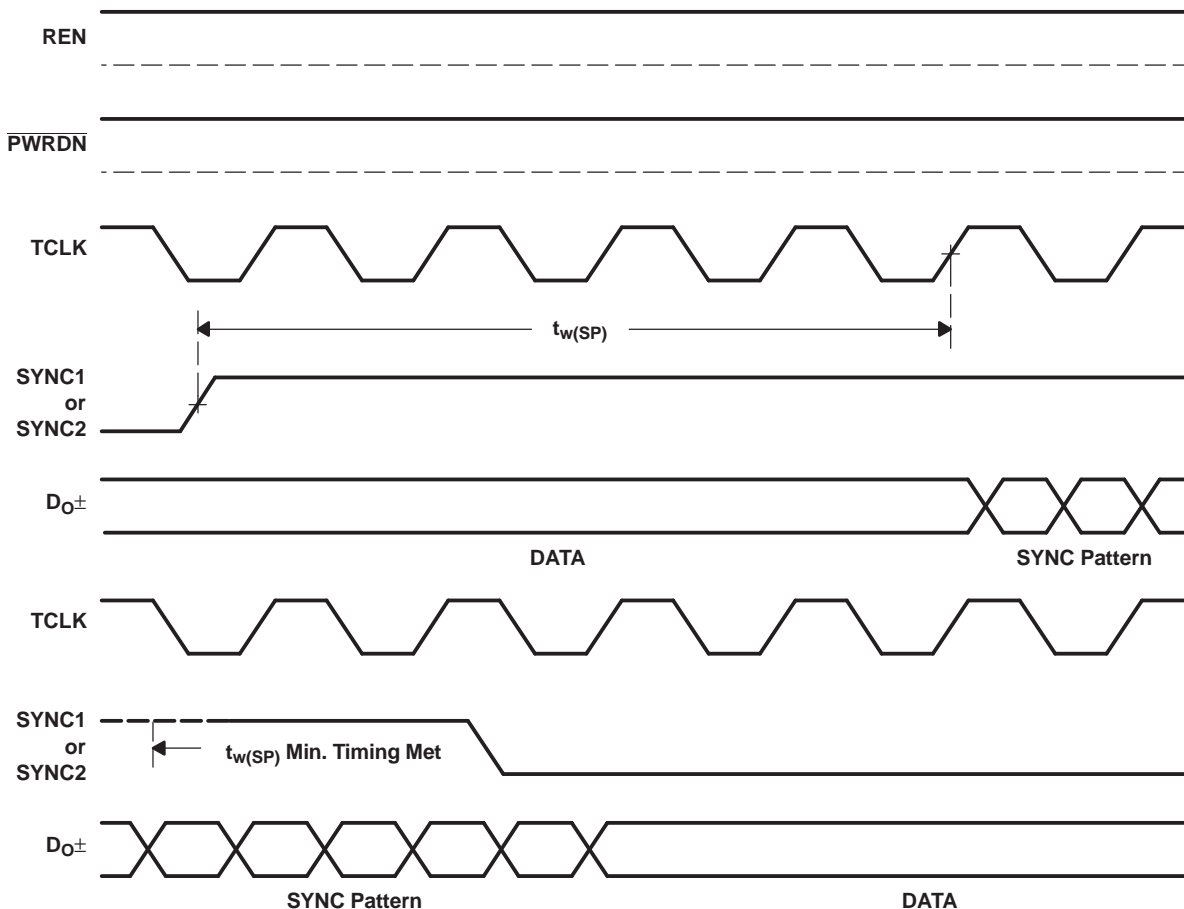 REN
PWRDN
TCLK
tw(SP)
SYNC1
or
SYNC2
DO±
DATA
SYNC Pattern
TCLK
SYNC1
or
SYNC2
tw(SP) Min. Timing Met
DO±
SYNC Pattern
DATA